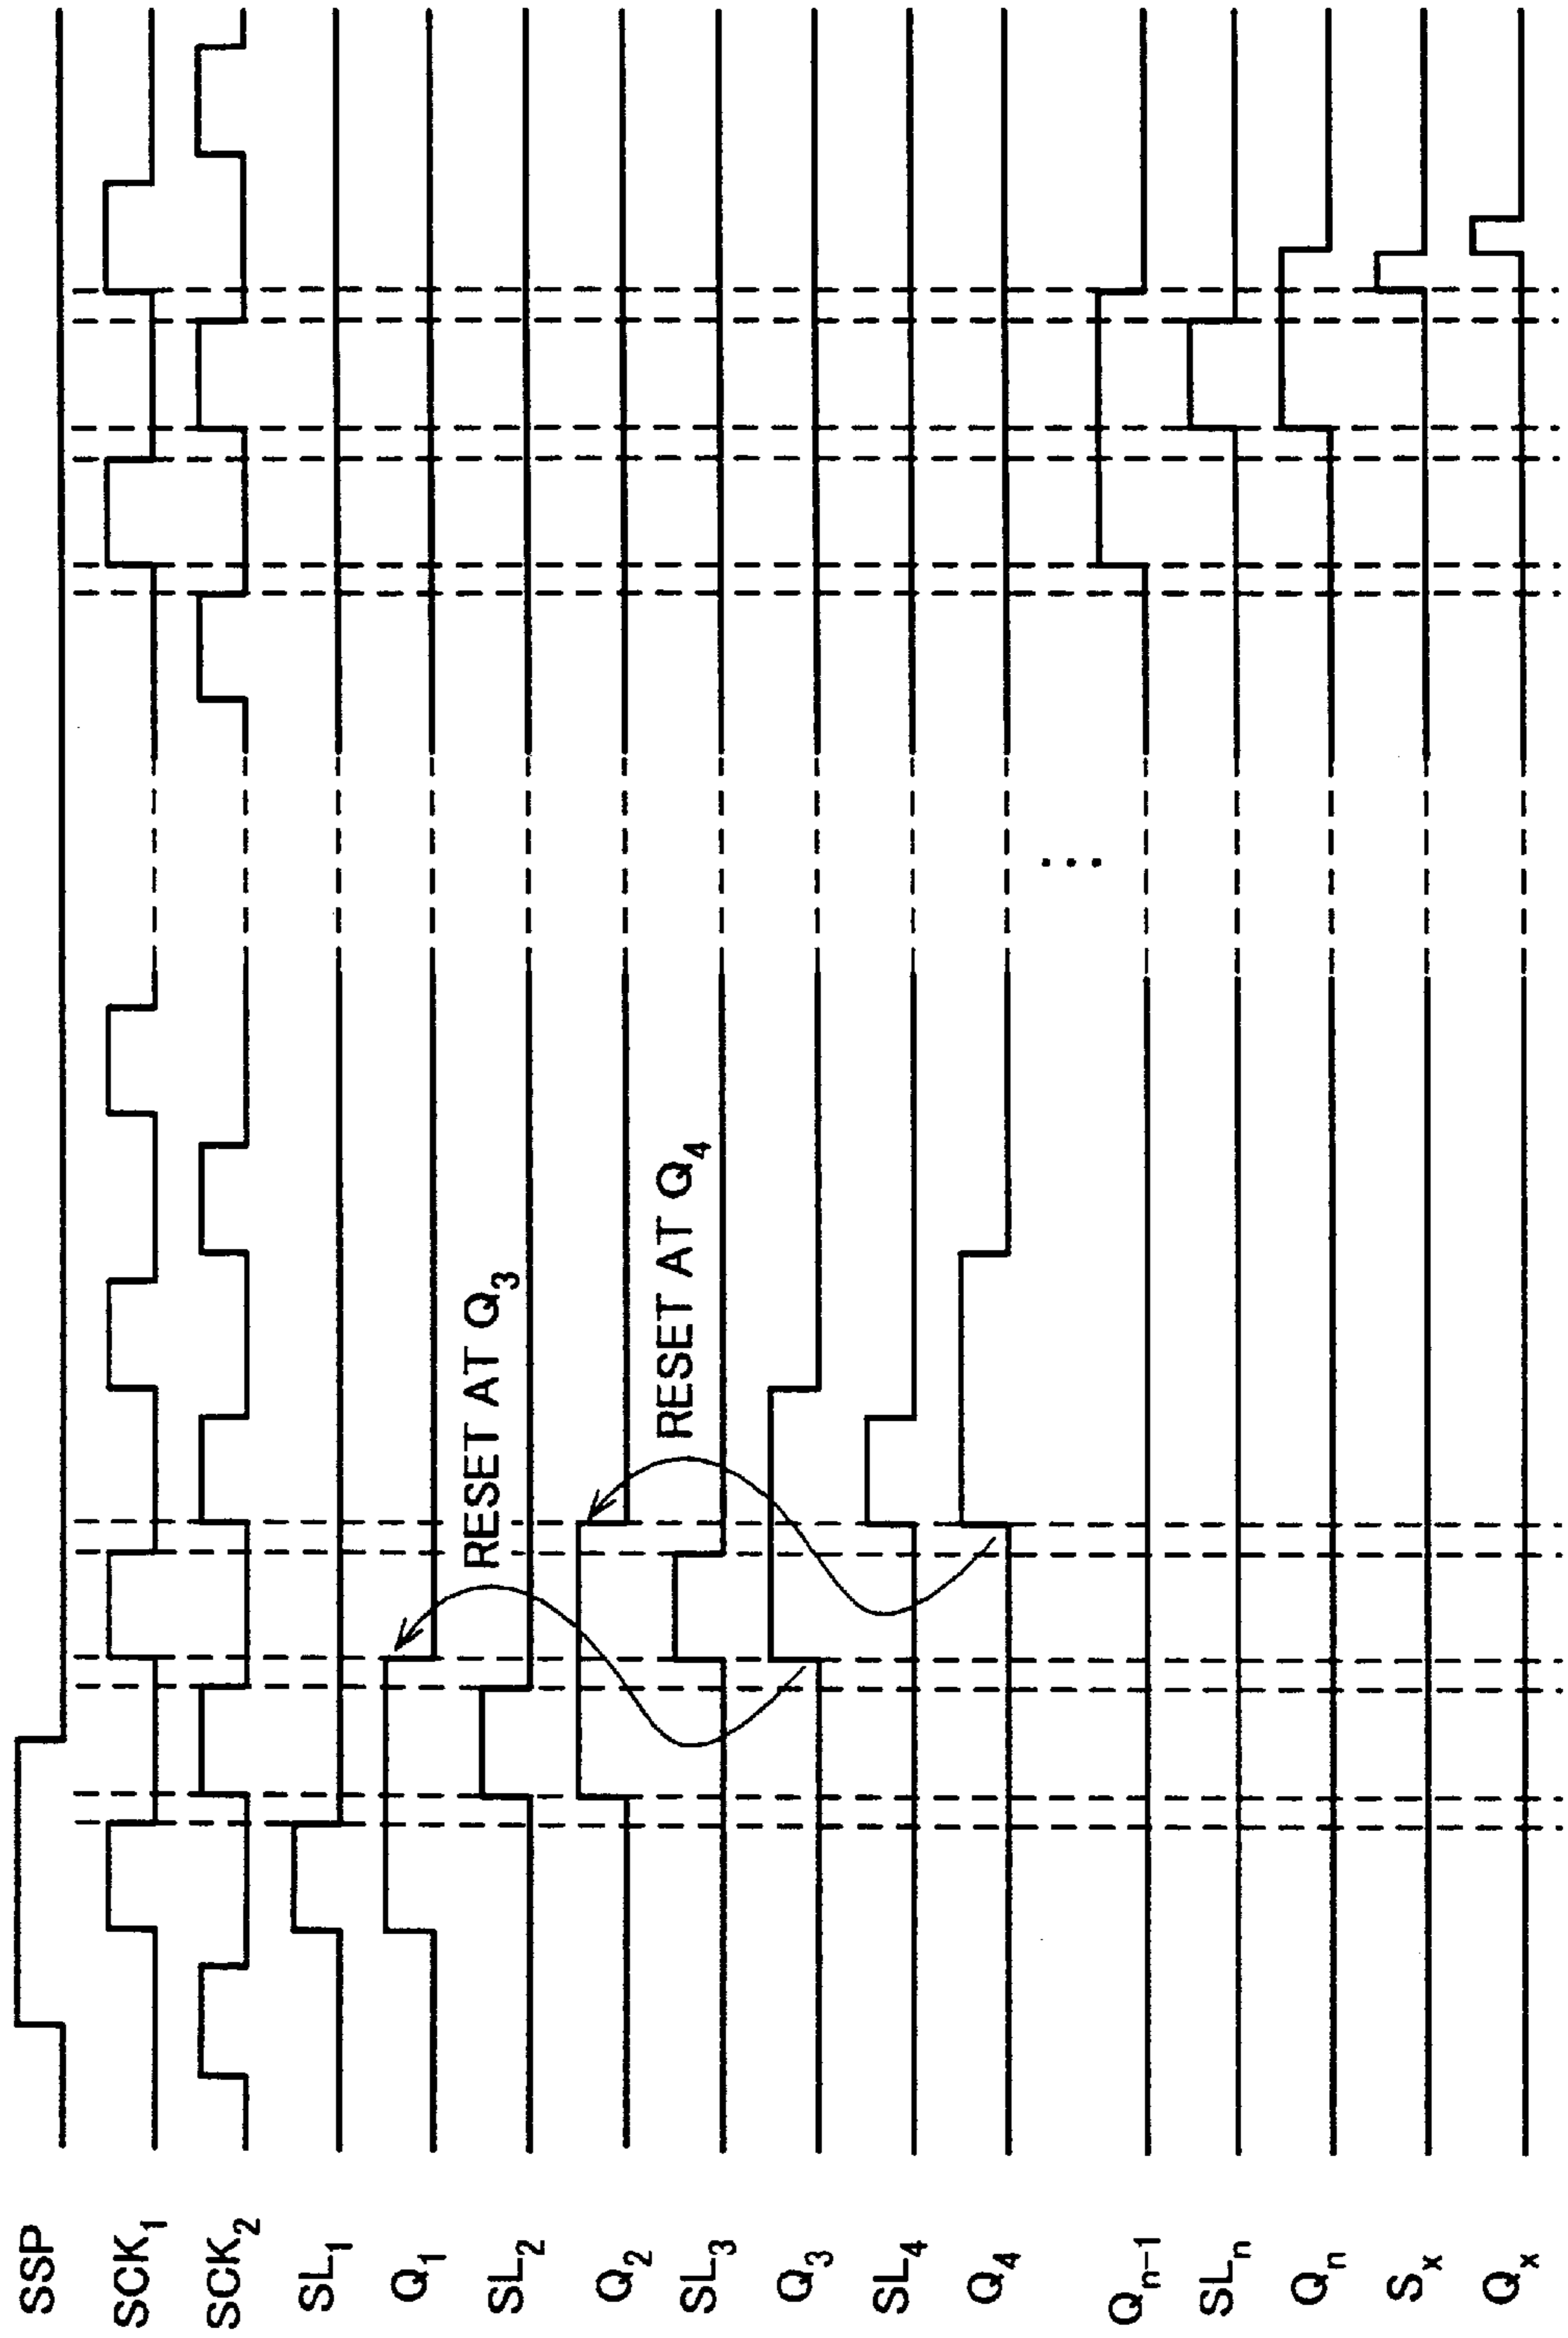 SSP
SCK₁
SCK₂
SL₁
Q₁
SL₂
RESET AT Q₃
Q₂
SL₃
RESET AT Q₄
Q₃
SL₄
Q₄
...
Qₙ₋₁
SLₙ
Qₙ
Sₓ
Qₓ